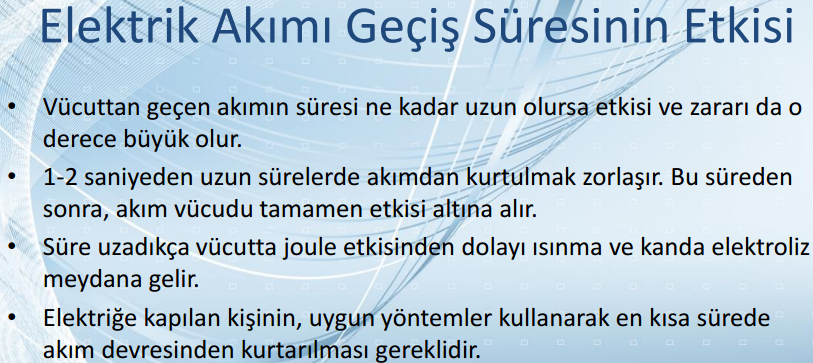 Elektrik Akımı Geçiş Süresinin Etkisi
• Vücuttan geçen akımın süresi ne kadar uzun olursa etkisi ve zararı da o
derece büyük olur.
• 1-2 saniyeden uzun sürelerde akımdan kurtulmak zorlaşır. Bu süreden
sonra, akım vücudu tamamen etkisi altına alır.
• Süre uzadıkça vücutta joule etkisinden dolayı ısınma ve kanda elektroliz
meydana gelir.
• Elektriğe kapılan kişinin, uygun yöntemler kullanarak en kısa sürede
akım devresinden kurtarılması gereklidir.